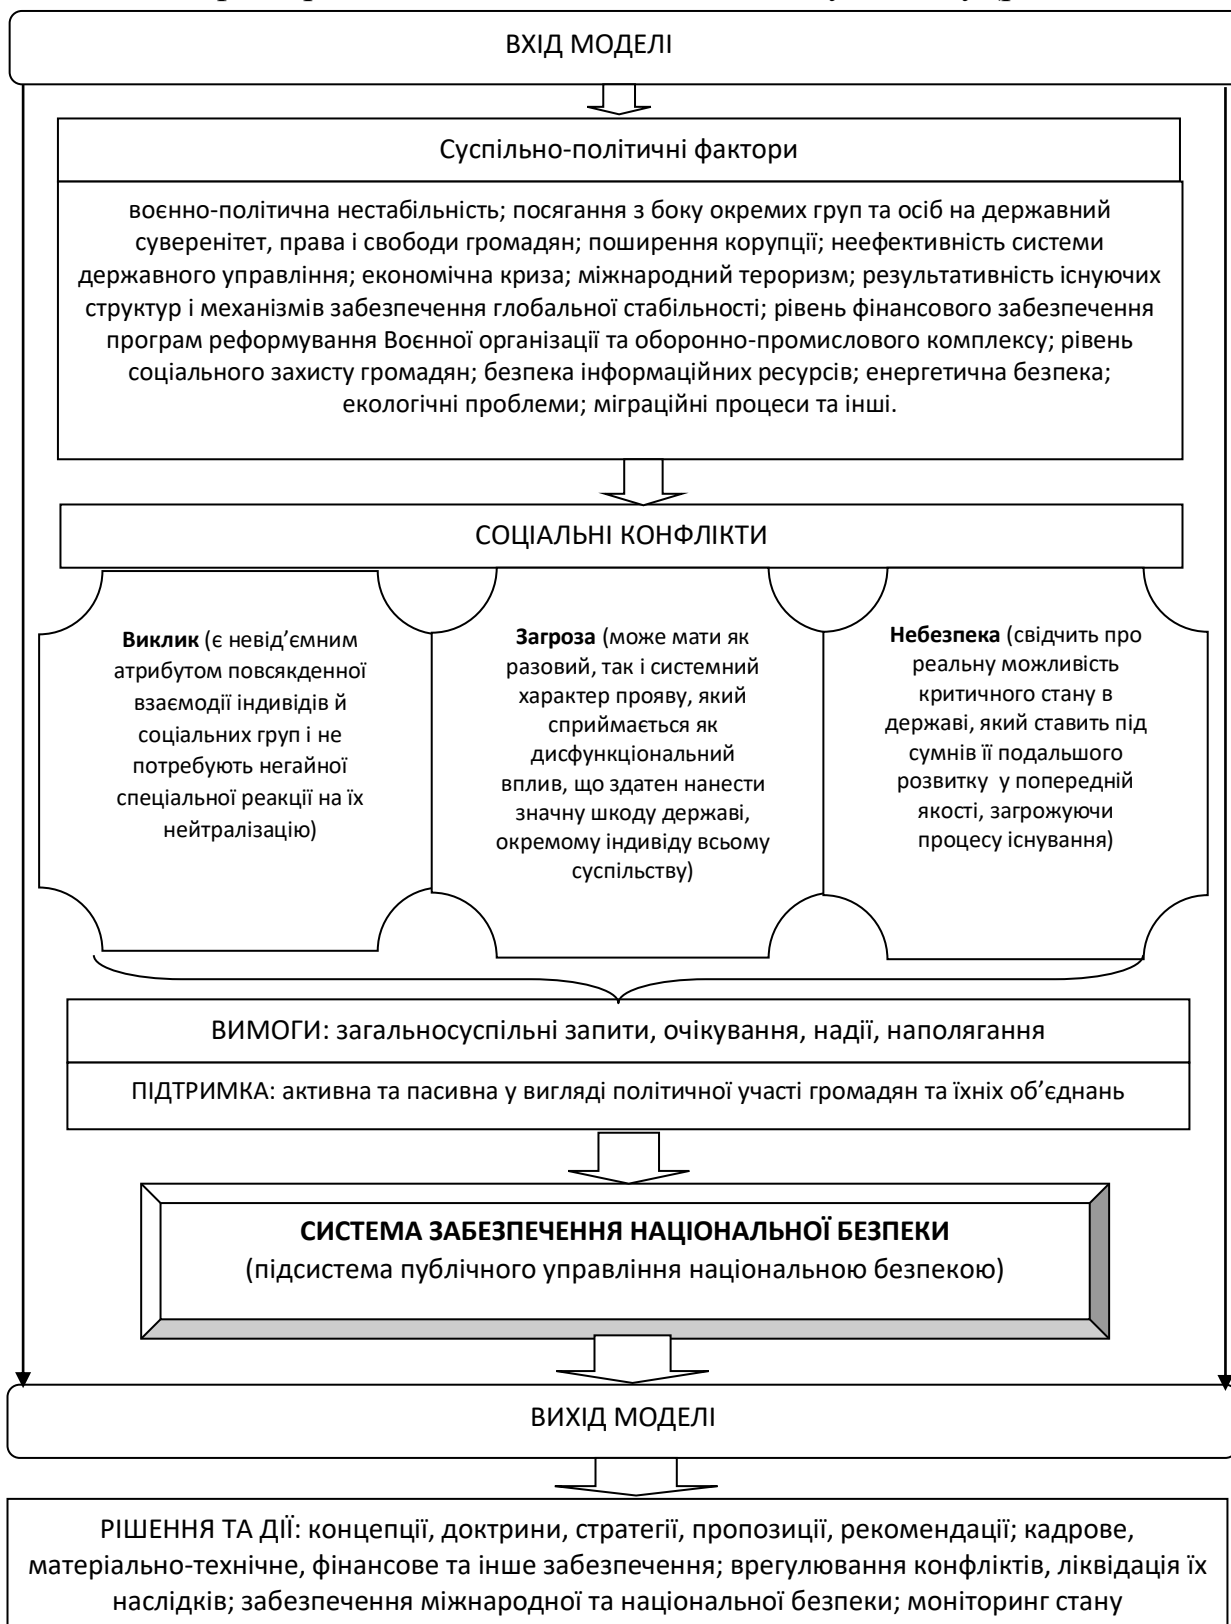 ВХІД МОДЕЛІ
Суспільно-політичні фактори
воєнно-політична нестабільність; посягання з боку окремих груп та осіб на державний
суверенітет, права і свободи громадян; поширення корупції; неефективність системи
державного управління; економічна криза; міжнародний тероризм; результативність існуючих
структур і механізмів забезпечення глобальної стабільності; рівень фінансового забезпечення
програм реформування Воєнної організації та оборонно-промислового комплексу; рівень
соціального захисту громадян; безпека інформаційних ресурсів; енергетична безпека;
екологічні проблеми; міграційні процеси та інші.
СОЦІАЛЬНІ КОНФЛІКТИ
Виклик (є невід’ємним
атрибутом повсякденної
взаємодії індивідів й
соціальних груп і не
потребують негайної
спеціальної реакції на їх
нейтралізацію)
Загроза (може мати як
разовий, так і системний
характер прояву, який
сприймається як
дисфункціональний
вплив, що здатен нанести
значну шкоду державі,
окремому індивіду всьому
суспільству)
Небезпека (свідчить про
реальну можливість
критичного стану в
державі, який ставить під
сумнів її подальшого
розвитку у попередній
якості, загрожуючи
процесу існування)
ВИМОГИ: загальносуспільні запити, очікування, надії, наполягання
ПІДТРИМКА: активна та пасивна у вигляді політичної участі громадян та їхніх об’єднань
СИСТЕМА ЗАБЕЗПЕЧЕННЯ НАЦІОНАЛЬНОЇ БЕЗПЕКИ
(підсистема публічного управління національною безпекою)
ВИХІД МОДЕЛІ
РІШЕННЯ ТА ДІЇ: концепції, доктрини, стратегії, пропозиції, рекомендації; кадрове,
матеріально-технічне, фінансове та інше забезпечення; врегулювання конфліктів, ліквідація їх
наслідків; забезпечення міжнародної та національної безпеки; моніторинг стану